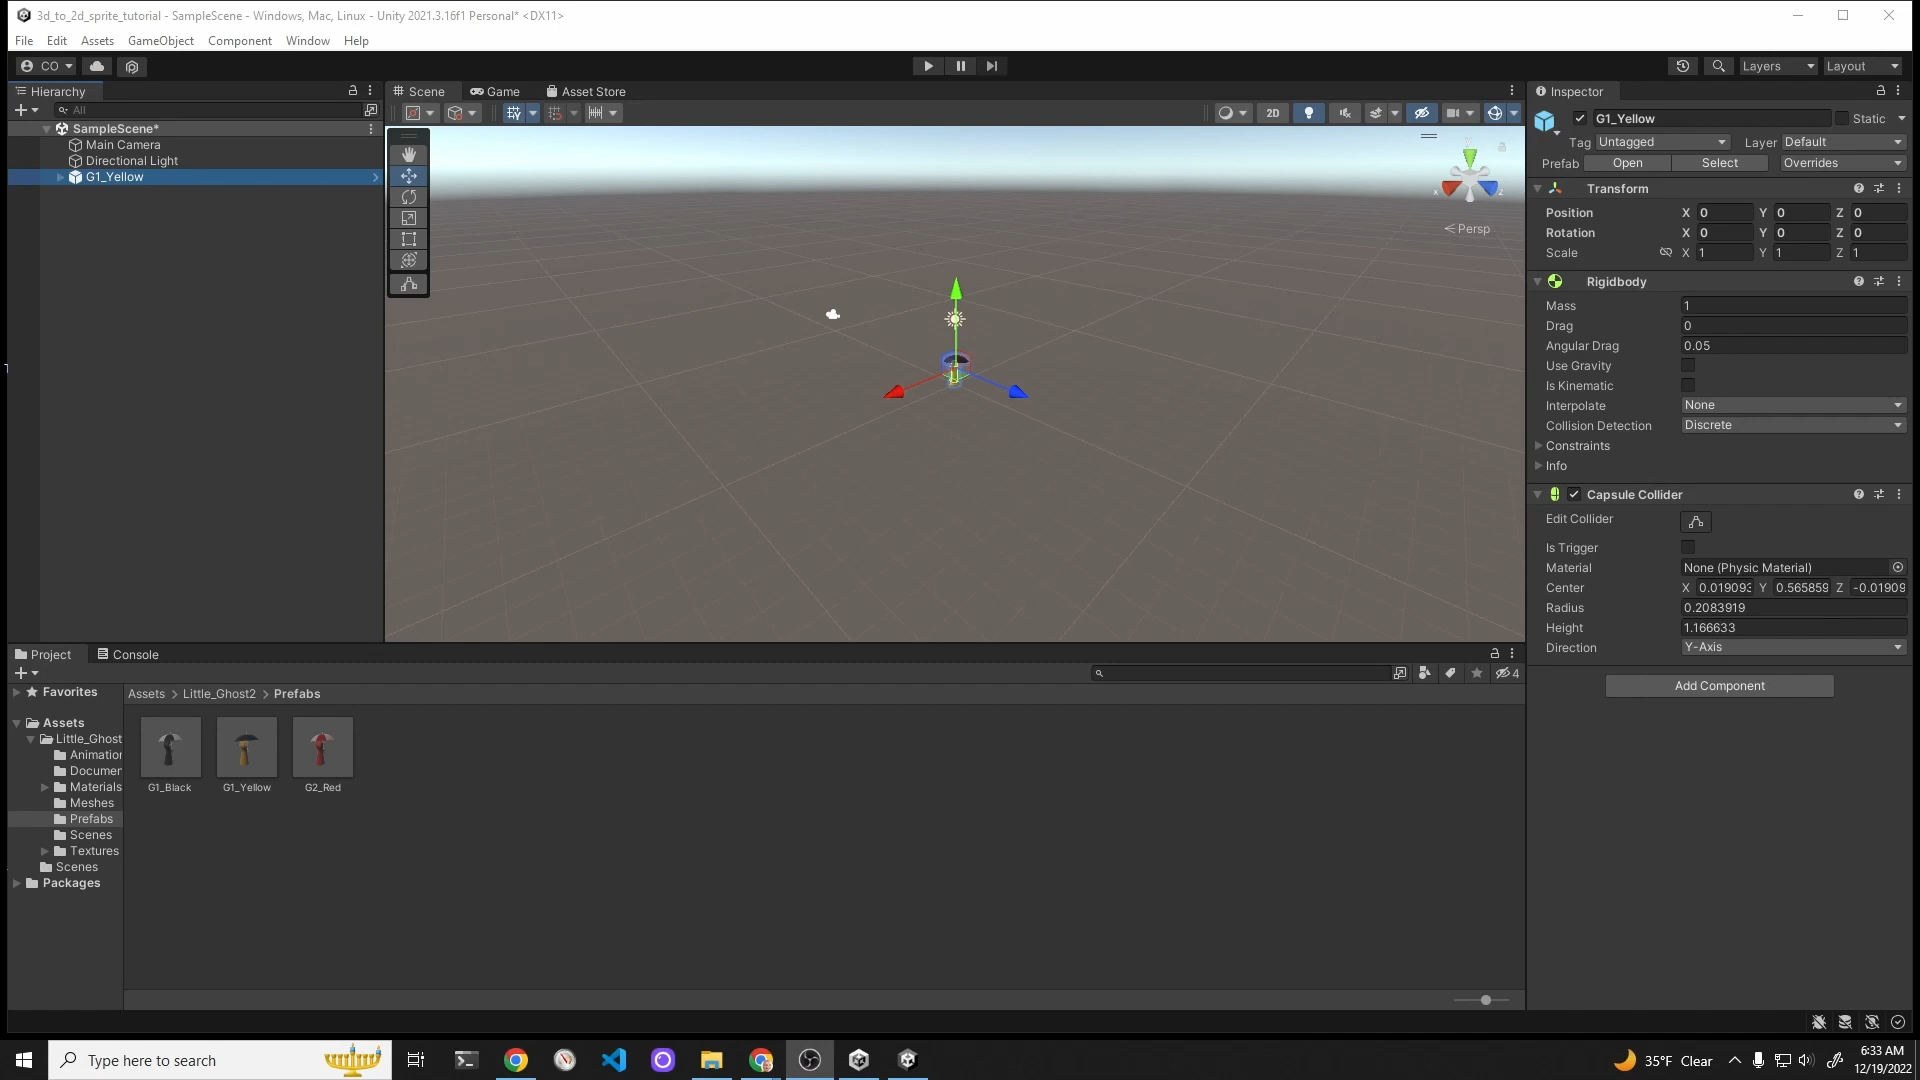 3d_to_2d_sprite_tutorial - SampleScene - Windows, Mac, Linux - Unity 2021.3.16f1 Personal* <DX11>
File Edit Assets GameObject Component Window Help
CO
Layers Layout
Hierarchy
All
SampleScene*
Main Camera
Directional Light
G1_Yellow
Scene Game Asset Store
2D
x z
Persp
Inspector
G1_Yellow Static
Tag Untagged Layer Default
Prefab Open Select Overrides
Transform
Position X 0 Y 0 Z 0
Rotation X 0 Y 0 Z 0
Scale X 1 Y 1 Z 1
Rigidbody
Mass 1
Drag 0
Angular Drag 0.05
Use Gravity
Is Kinematic
Interpolate None
Collision Detection Discrete
Constraints
Info
Capsule Collider
Edit Collider
Is Trigger
Material None (Physic Material)
Center X 0.019093 Y 0.565859 Z -0.01909
Radius 0.2083919
Height 1.166633
Direction Y-Axis
Add Component
Project Console
4
Favorites
Assets
Little_Ghost
Animation
Documen
Materials
Meshes
Prefabs
Scenes
Textures
Scenes
Packages
Assets > Little_Ghost2 > Prefabs
G1_Black G1_Yellow G2_Red
Type here to search
35°F Clear
6:33 AM
12/19/2022